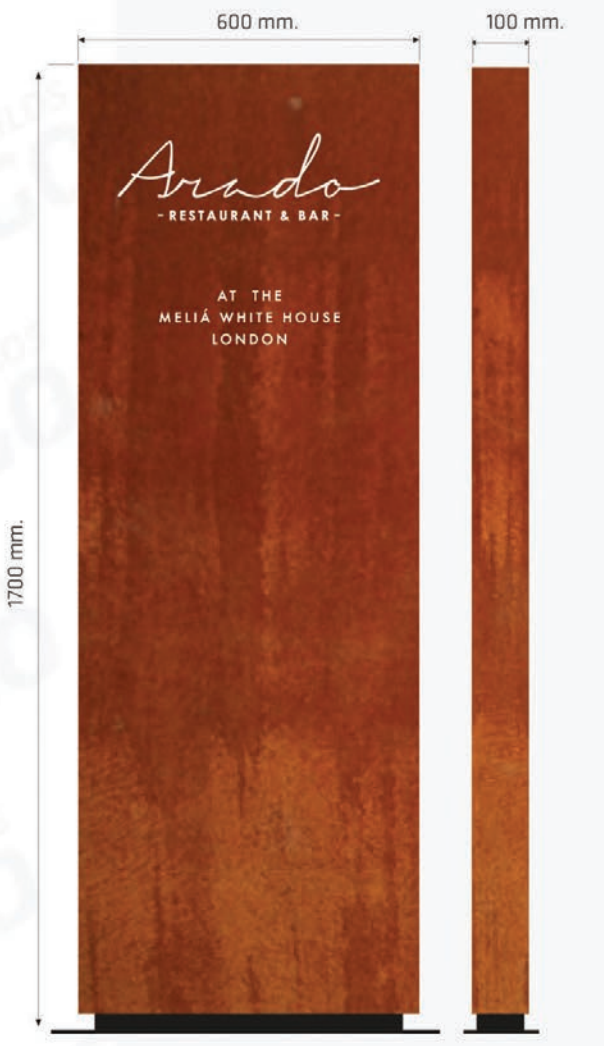 600 mm.
100 mm.
Arado
-RESTAURANT & BAR-
AT THE
MELIÁ WHITE HOUSE
LONDON
1700 mm.